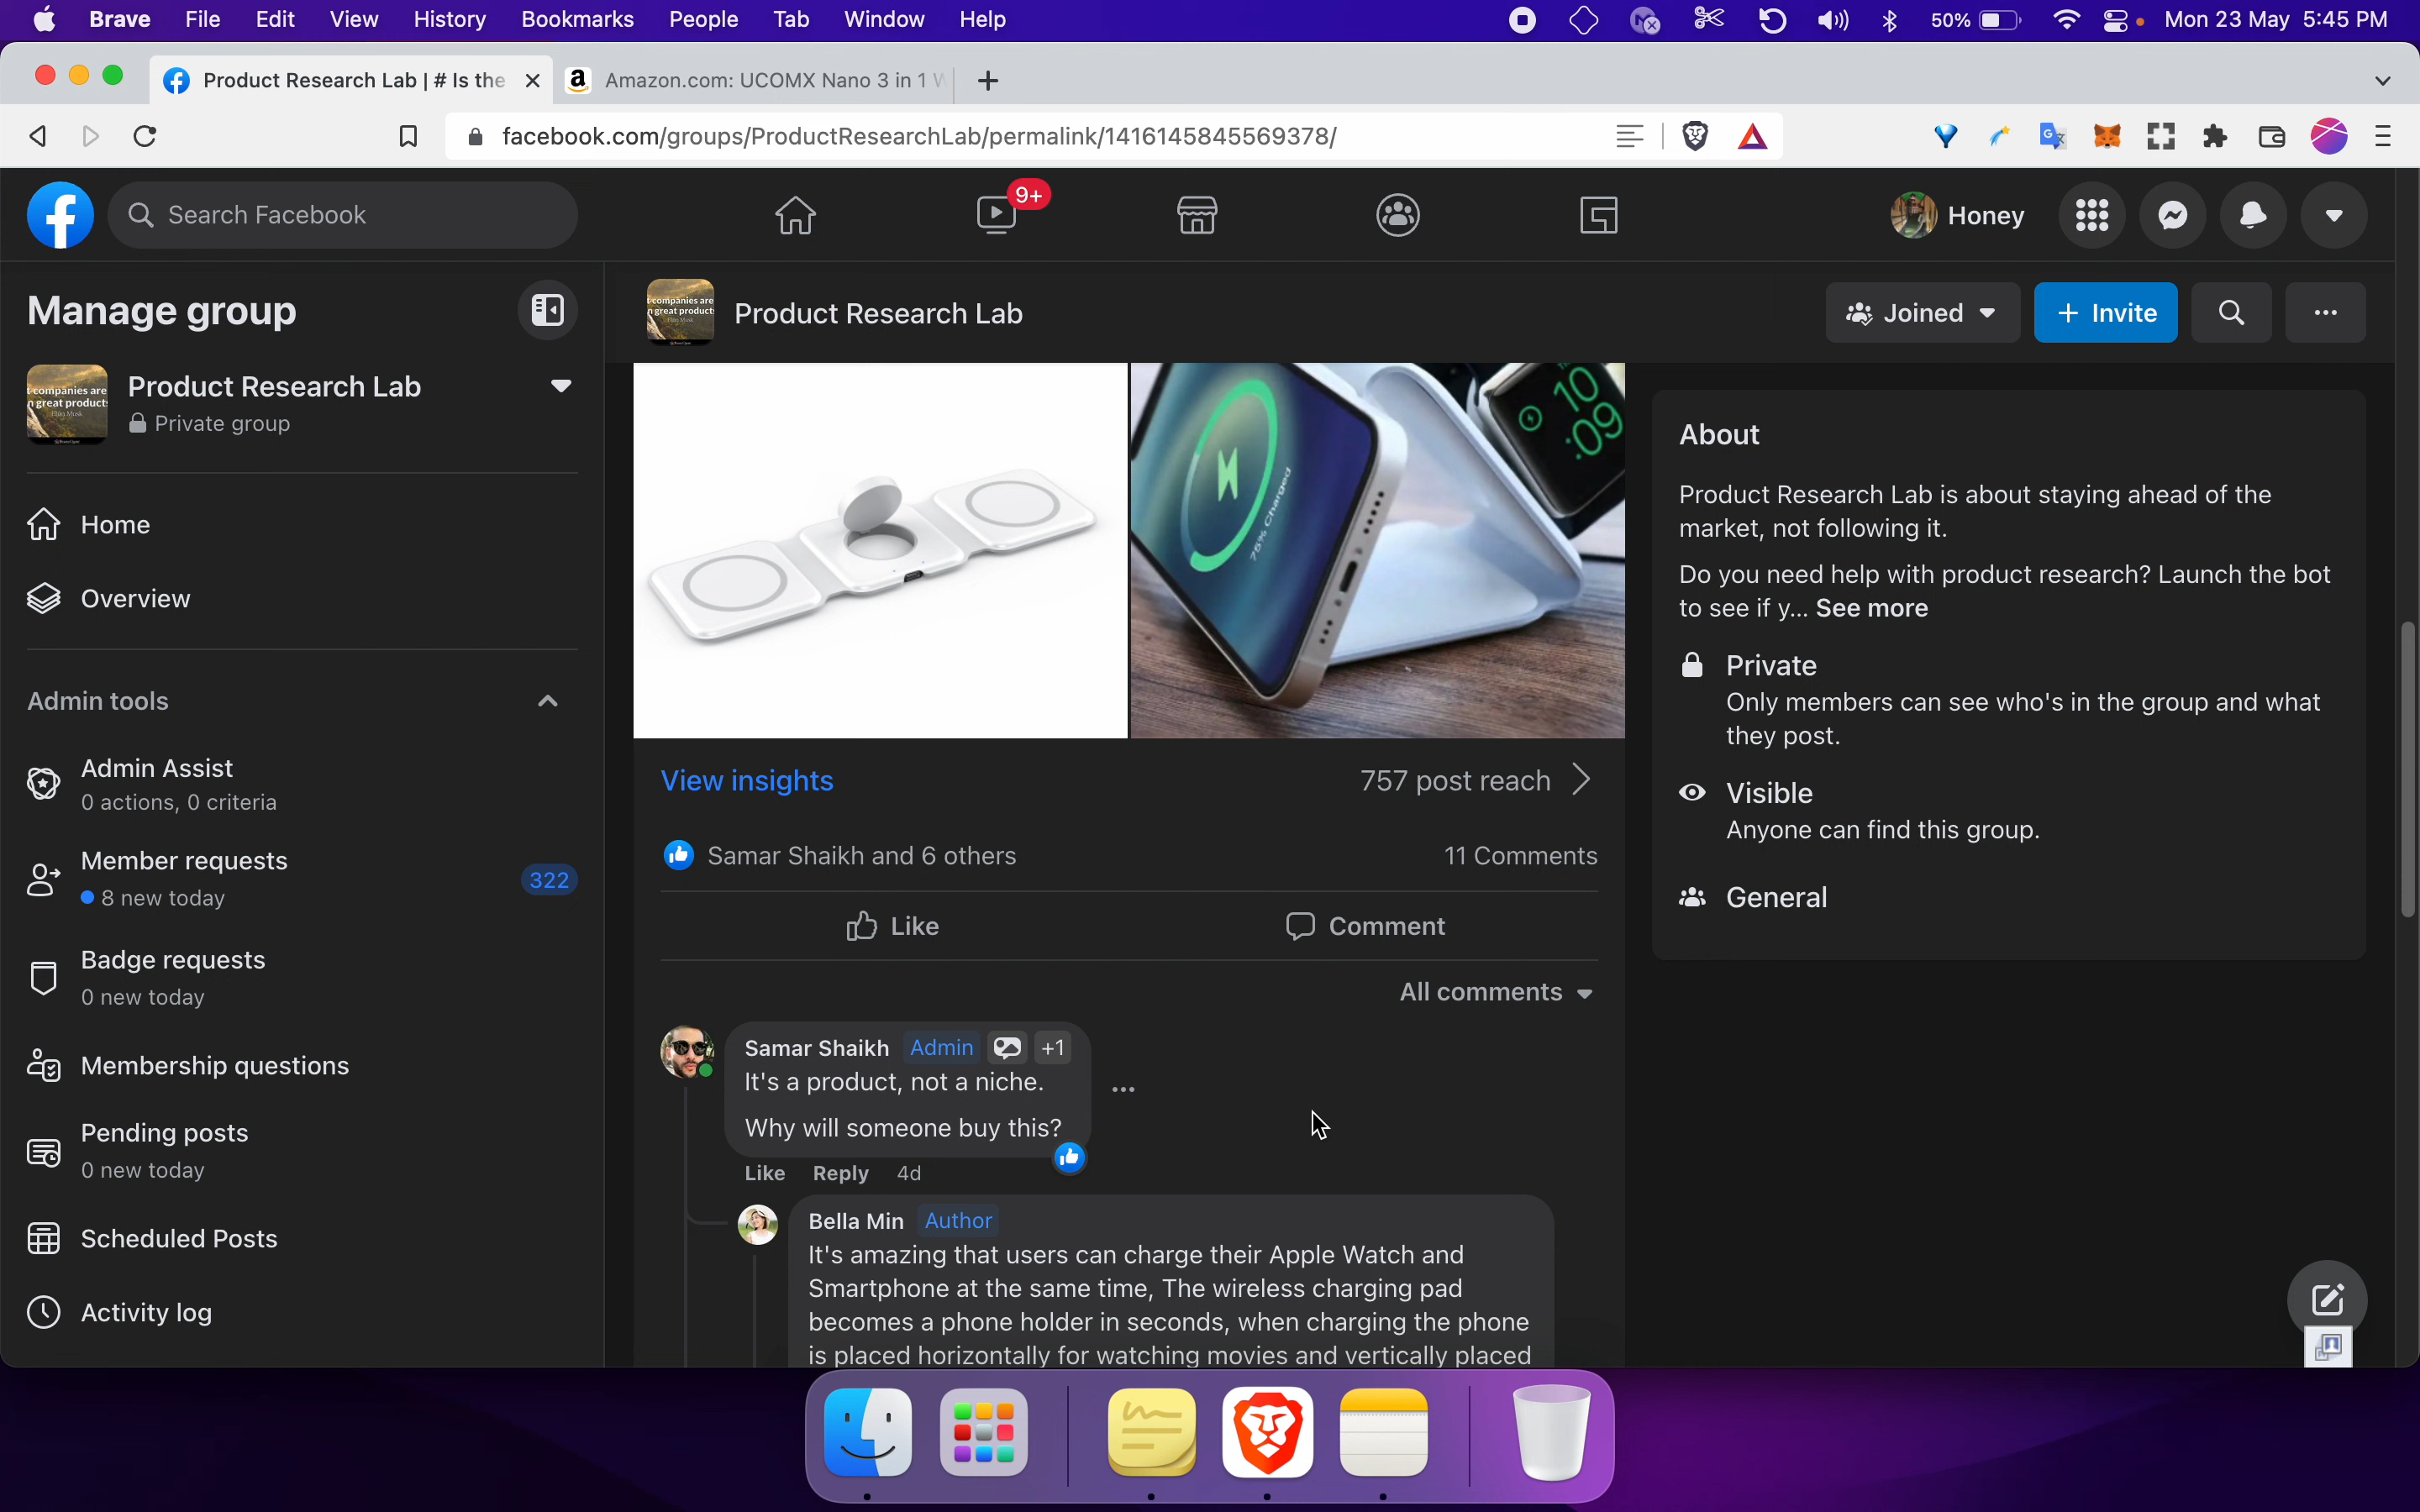 Brave File Edit View History Bookmarks People Tab Window Help
50% Mon 23 May 5:45 PM
Product Research Lab | # Is the
a Amazon.com: UCOMX Nano 3 in 1 W
facebook.com/groups/ProductResearchLab/permalink/1416145845569378/
Search Facebook
9+
Honey
Manage group
Product Research Lab
Private group
Home
Overview
Admin tools
Admin Assist
0 actions, 0 criteria
Member requests
8 new today
322
Badge requests
0 new today
Membership questions
Pending posts
0 new today
Scheduled Posts
Activity log
t companies are
n great product
Product Research Lab
Joined
+ Invite
75% Charged
10
:09
View insights
757 post reach
Samar Shaikh and 6 others
11 Comments
Like
Comment
All comments
Samar Shaikh Admin +1
It's a product, not a niche.
Why will someone buy this?
Like Reply 4d
Bella Min Author
It's amazing that users can charge their Apple Watch and
Smartphone at the same time, The wireless charging pad
becomes a phone holder in seconds, when charging the phone
is placed horizontally for watching movies and vertically placed
About
Product Research Lab is about staying ahead of the
market, not following it.
Do you need help with product research? Launch the bot
to see if y... See more
Private
Only members can see who's in the group and what
they post.
Visible
Anyone can find this group.
General